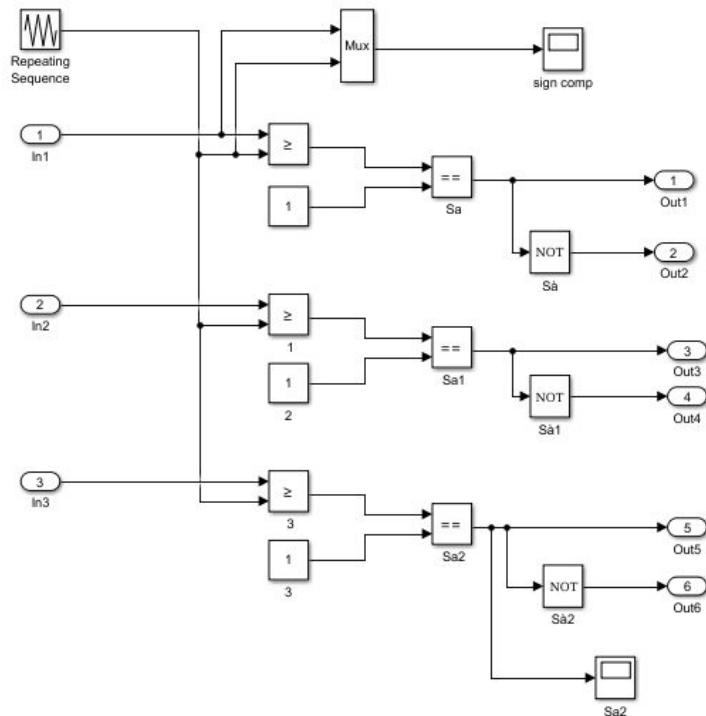 Repeating
Sequence
Mux
sign comp
1
In1
≥
1
==
Sa
1
Out1
NOT
Sà
2
Out2
2
In2
≥
1
1
2
==
Sa1
3
Out3
NOT
Sà1
4
Out4
3
In3
≥
3
1
3
==
Sa2
5
Out5
NOT
Sà2
6
Out6
Sa2